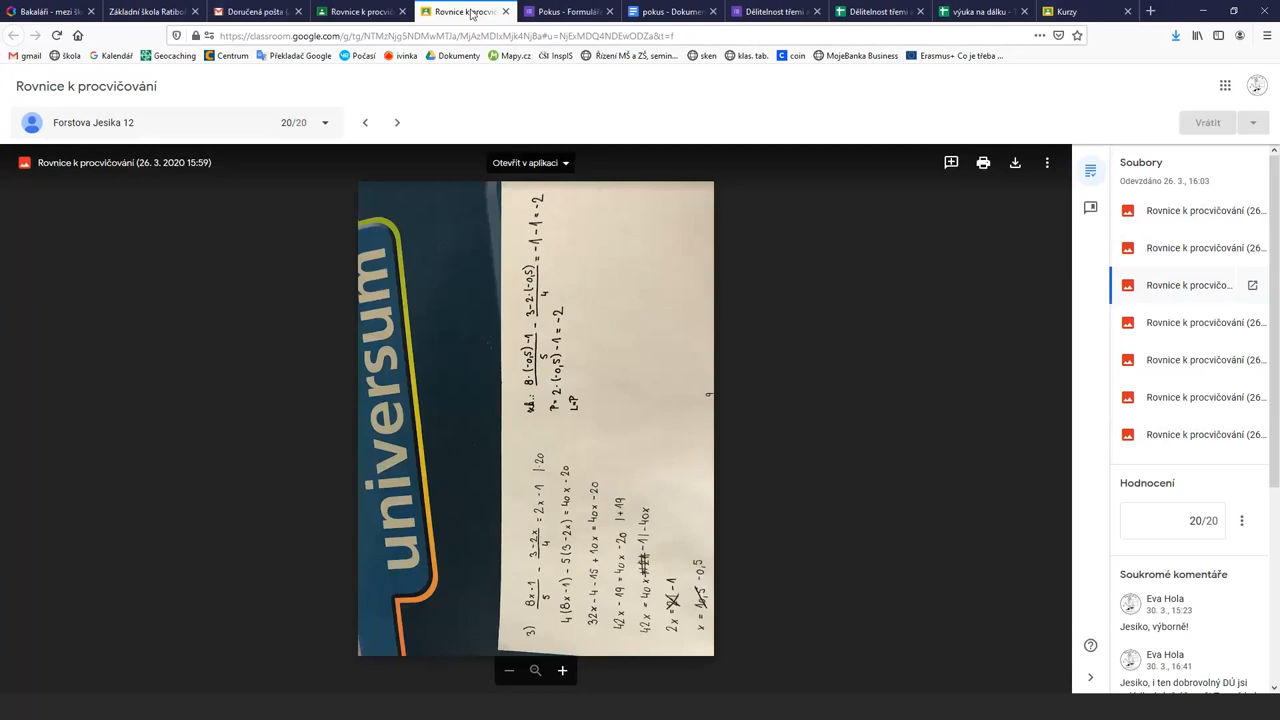 Bakaláři - mezi šk
Základní škola Ratiboř
Doručená pošta (
Rovnice k procvič
Rovnice k procvič
Pokus - Formulář
pokus - Dokumen
Dělitelnost třemi a
Dělitelnost třemi a
výuka na dálku - T
Kurzy
https://classroom.google.com/g/tg/
gmail
škola
Kalendář
Geocaching
Centrum
Překladač Google
Počasí
ivinka
Dokumenty
Mapy.cz
ČŠI InspIS
Řízení MŠ a ZŠ, semin...
sken
klas. tab.
coin
MojeBanka Business
Erasmus+ Co je třeba ...
Rovnice k procvičování
Forstova Jesika 12
20/20
Vrátit
Rovnice k procvičování (26. 3. 2020 15:59)
Otevřít v aplikaci
universum
3) 8x-1/5 - 3-2x/4 = 2x-1 |·20
4(8x-1) - 5(3-2x) = 40x-20
32x-4-15+10x = 40x-20
42x-19 = 40x-20 |+19
42x = 40x -1 |-40x
2x = -1
x = -0,5
zk.: 8·(-0,5)-1/5 - 3-2·(-0,5)/4 = -1-1 = -2
P= 2·(-0,5)-1 = -2
L=P
Soubory
Odevzdáno 26. 3., 16:03
Rovnice k procvičování (26...
Rovnice k procvičování (26...
Rovnice k procvičo...
Rovnice k procvičování (26...
Rovnice k procvičování (26...
Rovnice k procvičování (26...
Rovnice k procvičování (26...
Hodnocení
20/20
Soukromé komentáře
Eva Hola
30. 3., 15:23
Jesiko, výborně!
Eva Hola
30. 3., 16:41
Jesiko, i ten dobrovolný DÚ jsi